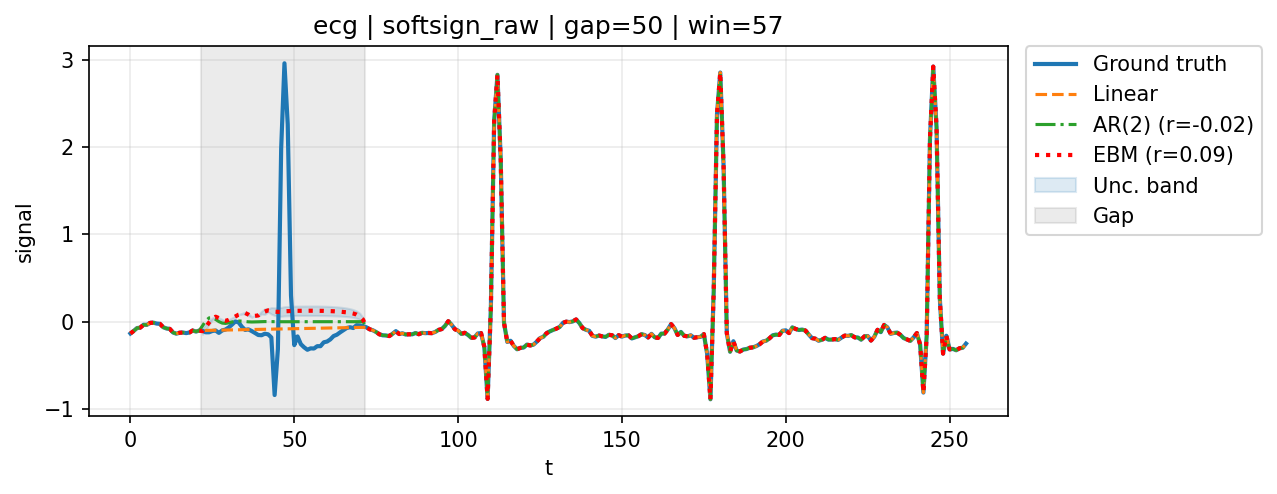 ecg | softsign_raw | gap=50 | win=57
3
2
1
0
−1
signal
0
50
100
150
200
250
t
Ground truth
Linear
AR(2) (r=-0.02)
EBM (r=0.09)
Unc. band
Gap